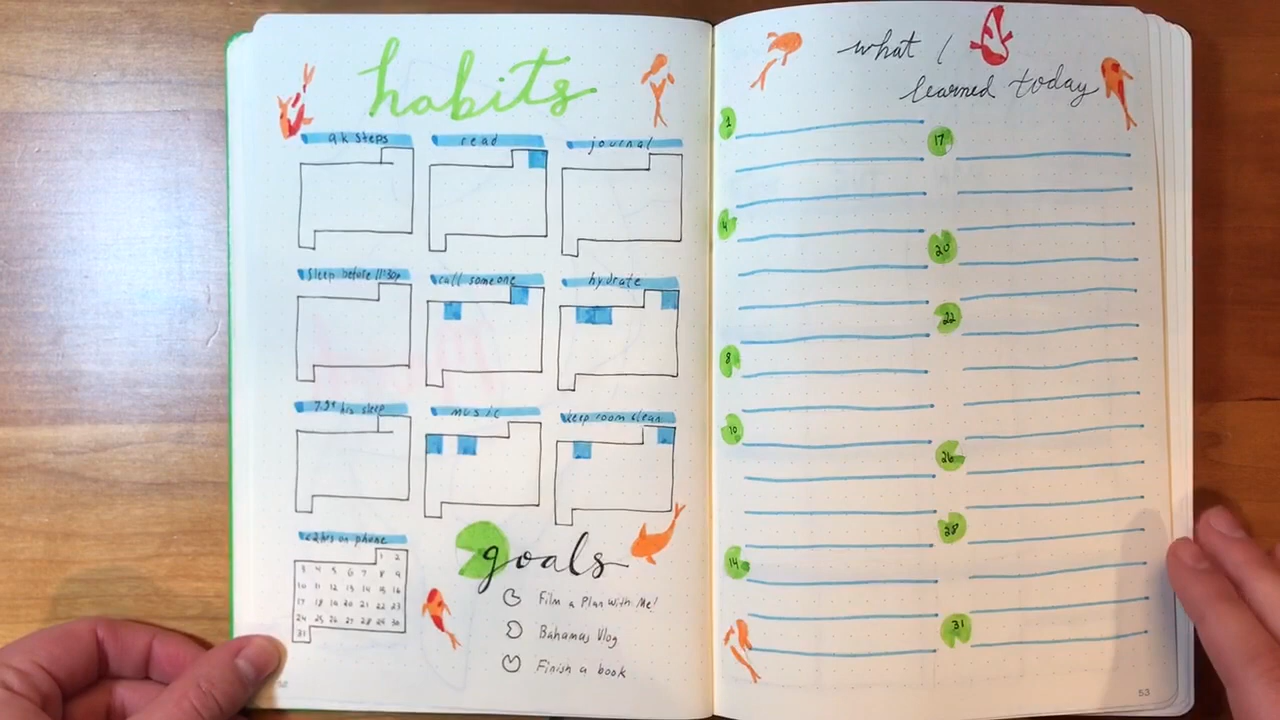 habits
9k steps
read
journal
Sleep before 11:30p
call someone
hydrate
hrs sleep
music
keep room clean
<2hrs on phone
1 2
3 4 5 6 7 8 9
10 11 12 13 14 15 16
17 18 19 20 21 22 23
24 25 26 27 28 29 30
31
goals
Film a Plan With Me!
Bahamas Vlog
Finish a book
what I
learned today
1
4
8
10
14
17
20
22
26
28
31
53